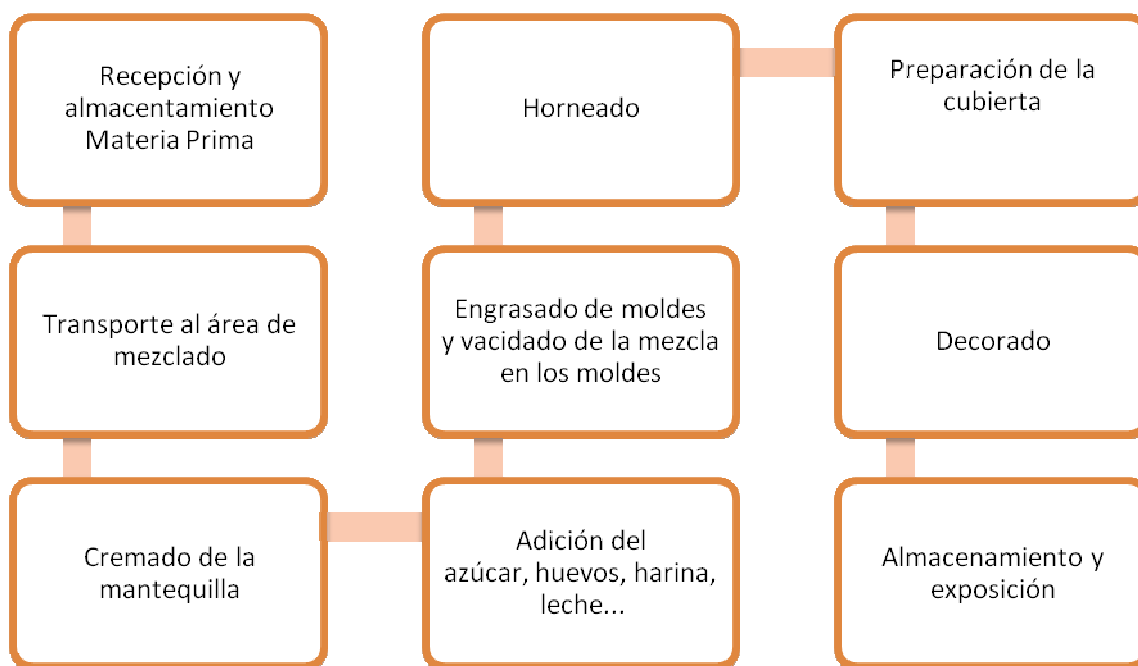 Recepción y
almacentamiento
Materia Prima
Transporte al área de
mezclado
Cremado de la
mantequilla
Adición del
azúcar, huevos, harina,
leche...
Engrasado de moldes
y vacidado de la mezcla
en los moldes
Horneado
Preparación de la
cubierta
Decorado
Almacenamiento y
exposición